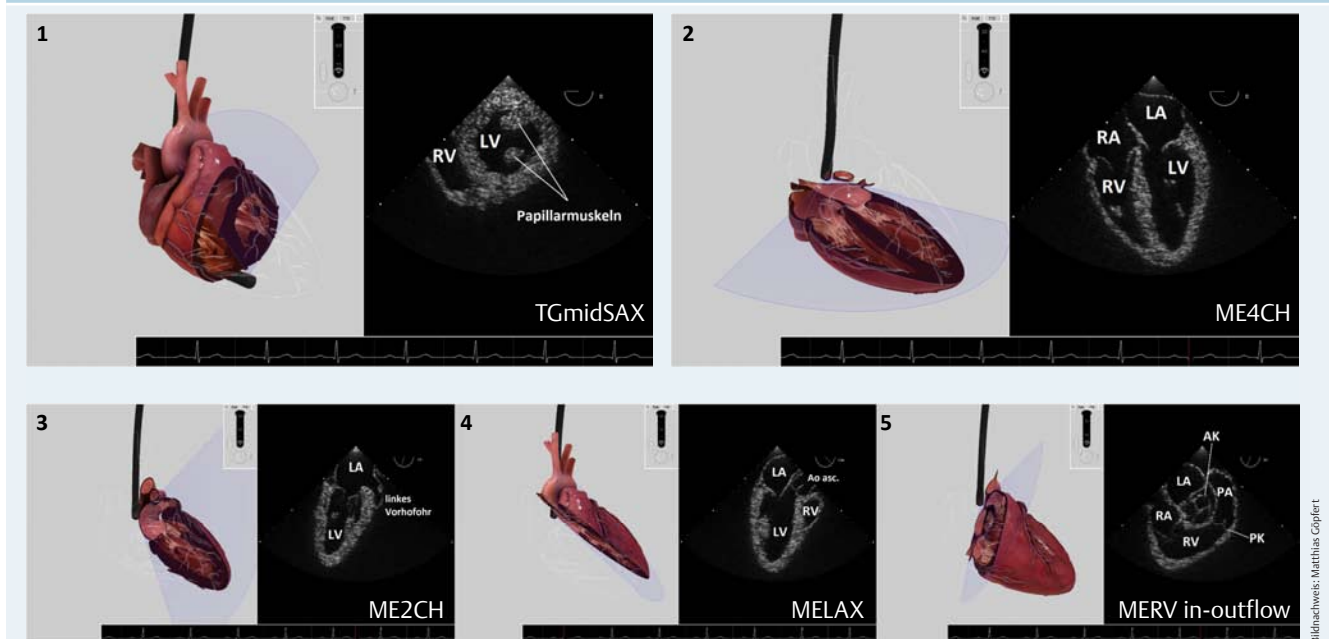 1
RV
LV
Papillarmuskeln
TGmidSAX
2
LA
RA
RV
LV
ME4CH
3
LA
linkes
Vorhofohr
LV
ME2CH
4
LA
Ao asc.
RV
LV
MELAX
5
AK
LA
PA
RA
RV
PK
MERV in-outflow
Bildnachweis: Matthias Göpfert